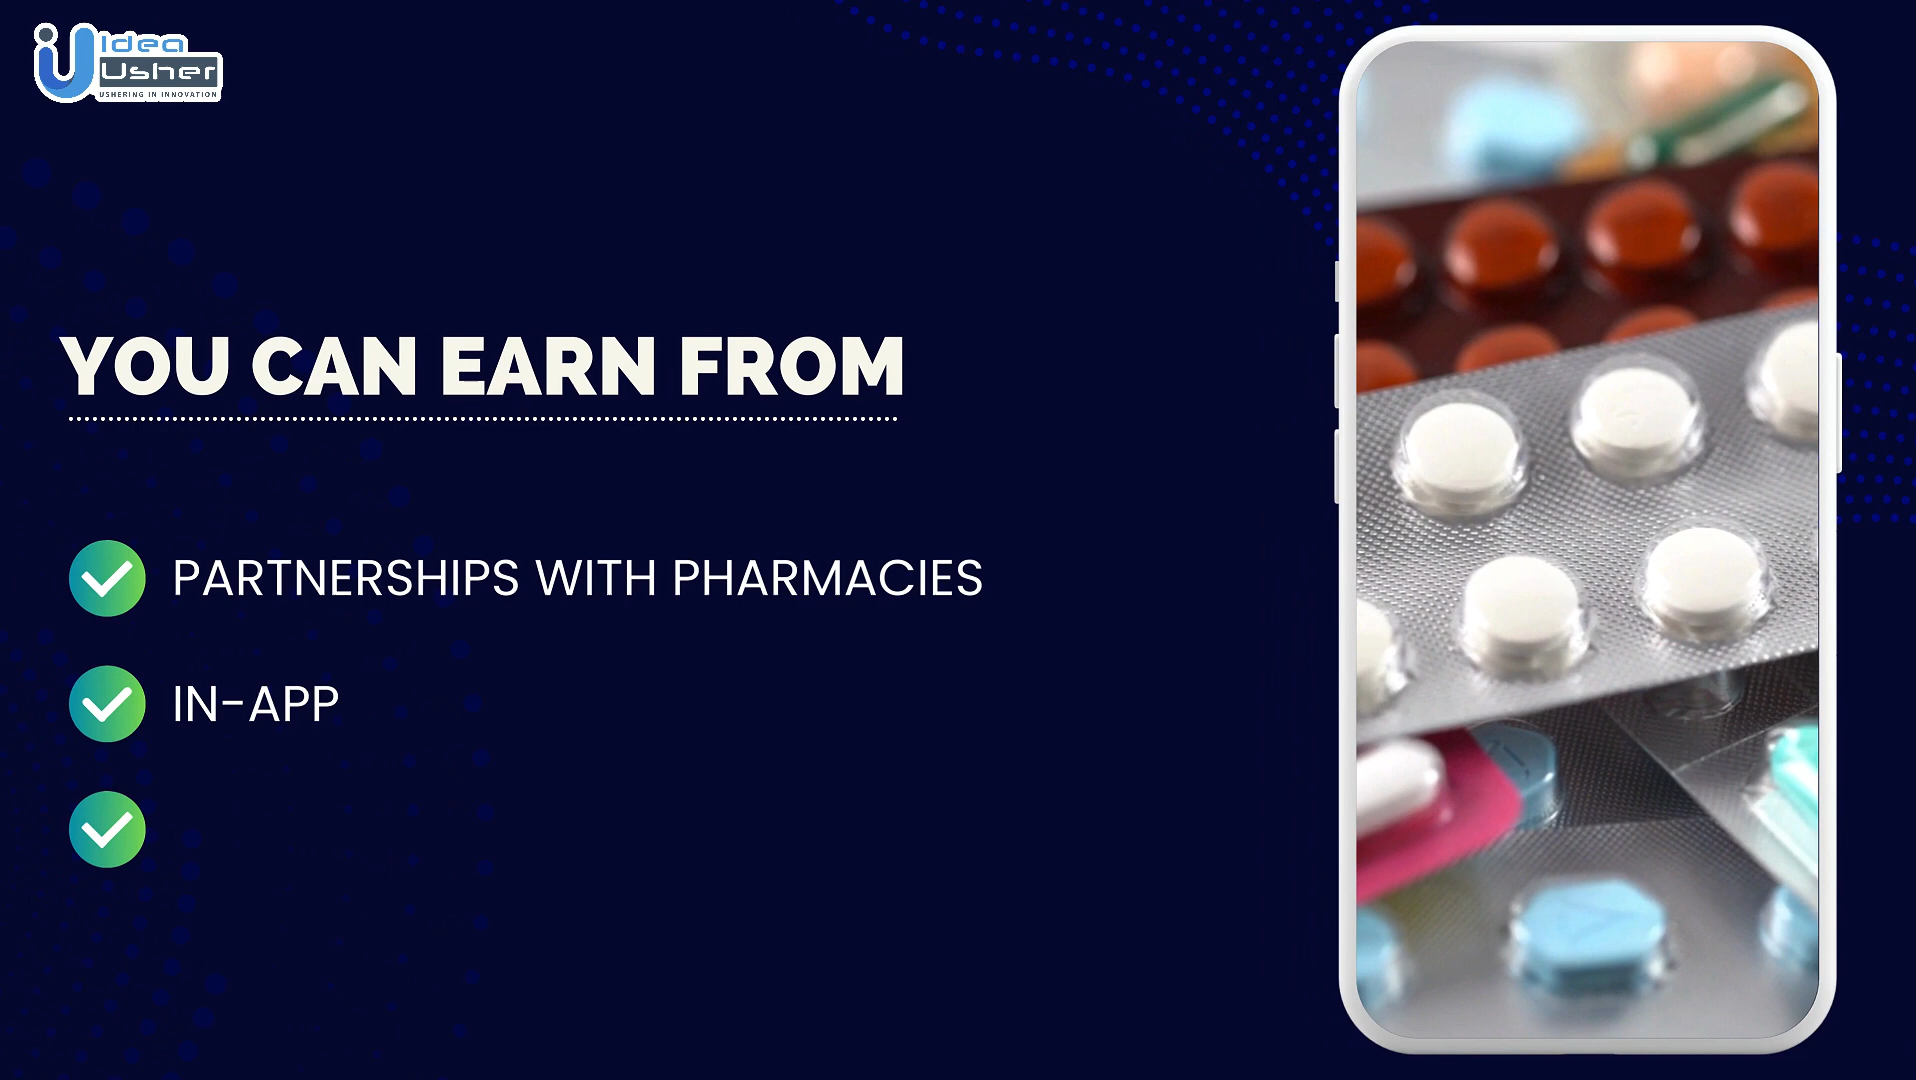 Idea
Usher
USHERING IN INNOVATION
YOU CAN EARN FROM
PARTNERSHIPS WITH PHARMACIES
IN-APP